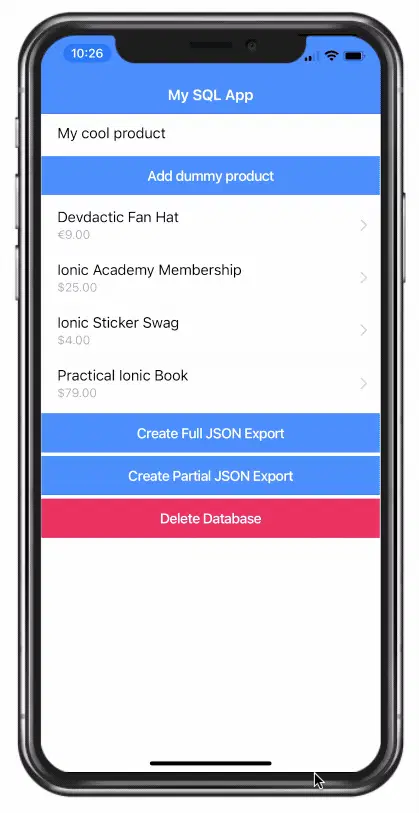 10:26
My SQL App
My cool product
Add dummy product
Devdactic Fan Hat
€9.00
Ionic Academy Membership
$25.00
Ionic Sticker Swag
$4.00
Practical Ionic Book
$79.00
Create Full JSON Export
Create Partial JSON Export
Delete Database